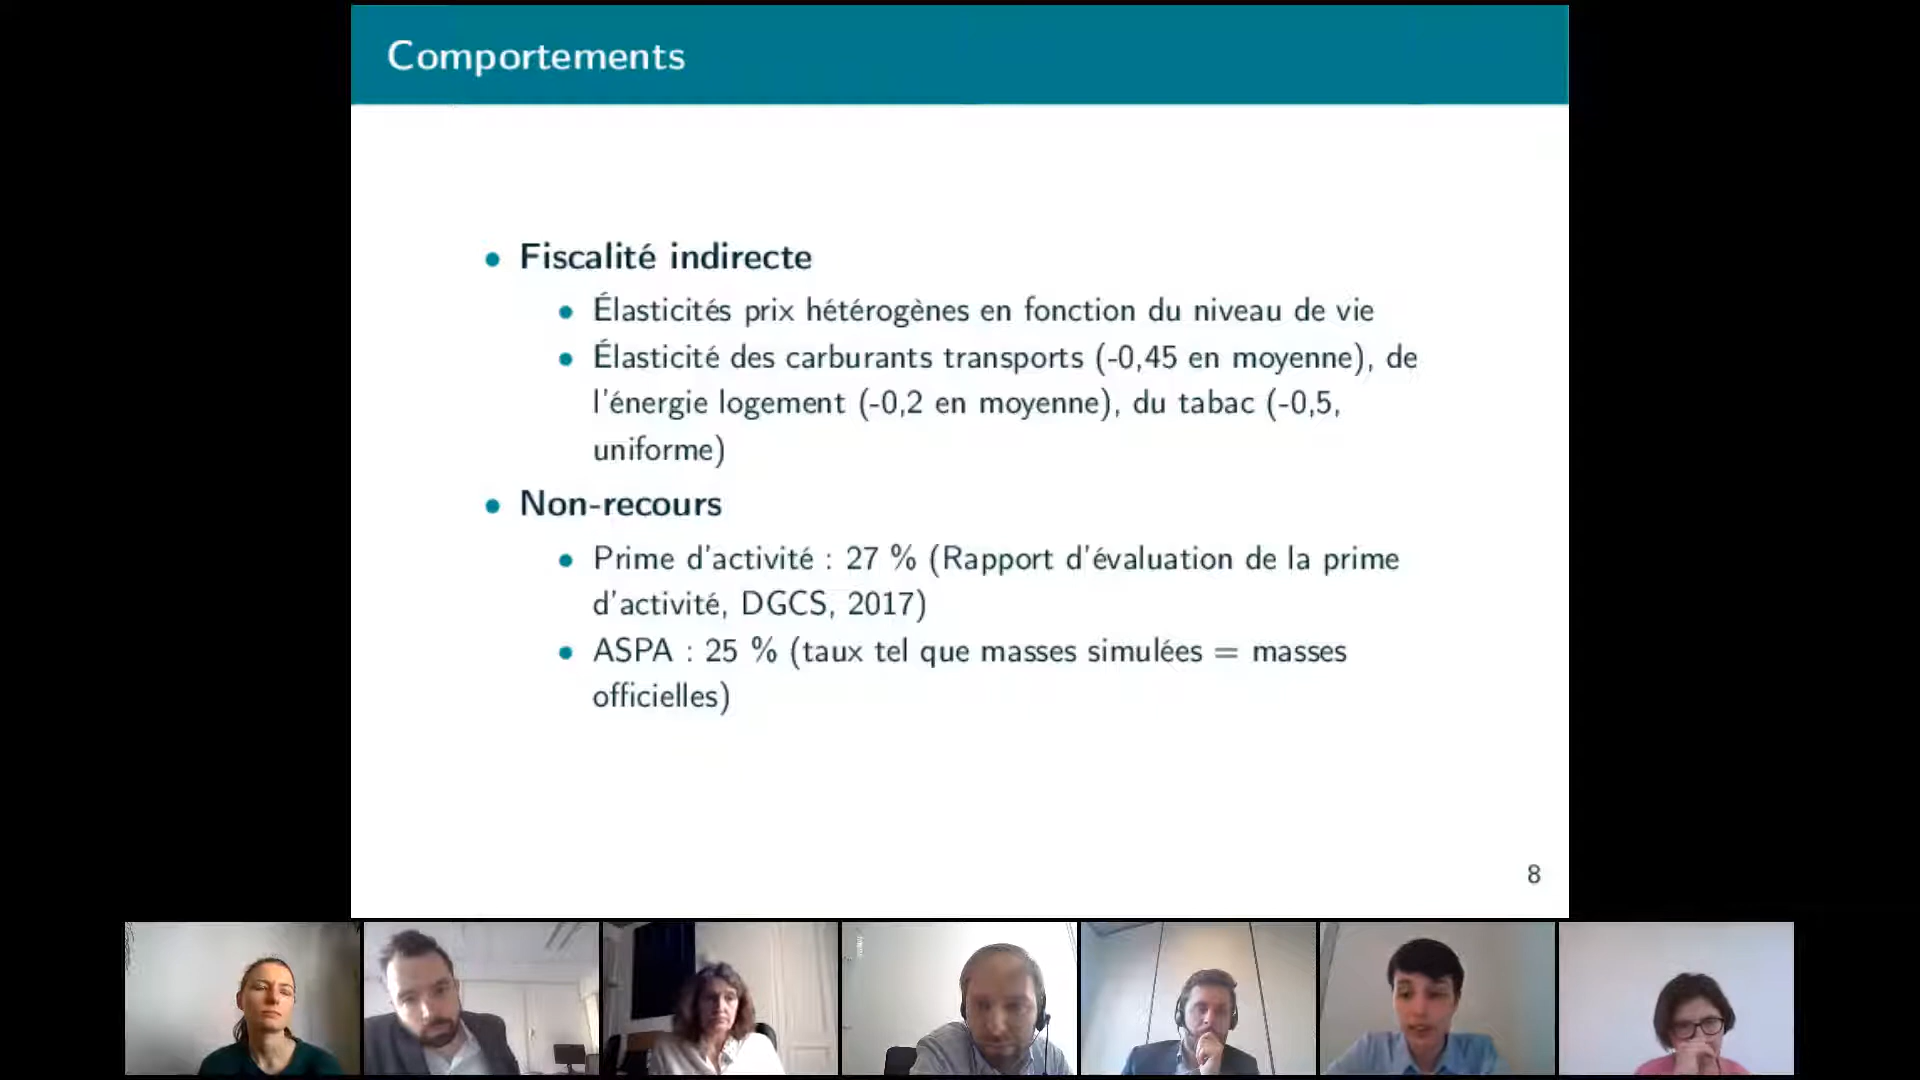 Comportements
• Fiscalité indirecte
• Élasticités prix hétérogènes en fonction du niveau de vie
• Élasticité des carburants transports (-0,45 en moyenne), de
l'énergie logement (-0,2 en moyenne), du tabac (-0,5,
uniforme)
• Non-recours
• Prime d'activité : 27 % (Rapport d'évaluation de la prime
d'activité, DGCS, 2017)
• ASPA : 25 % (taux tel que masses simulées = masses
officielles)
8